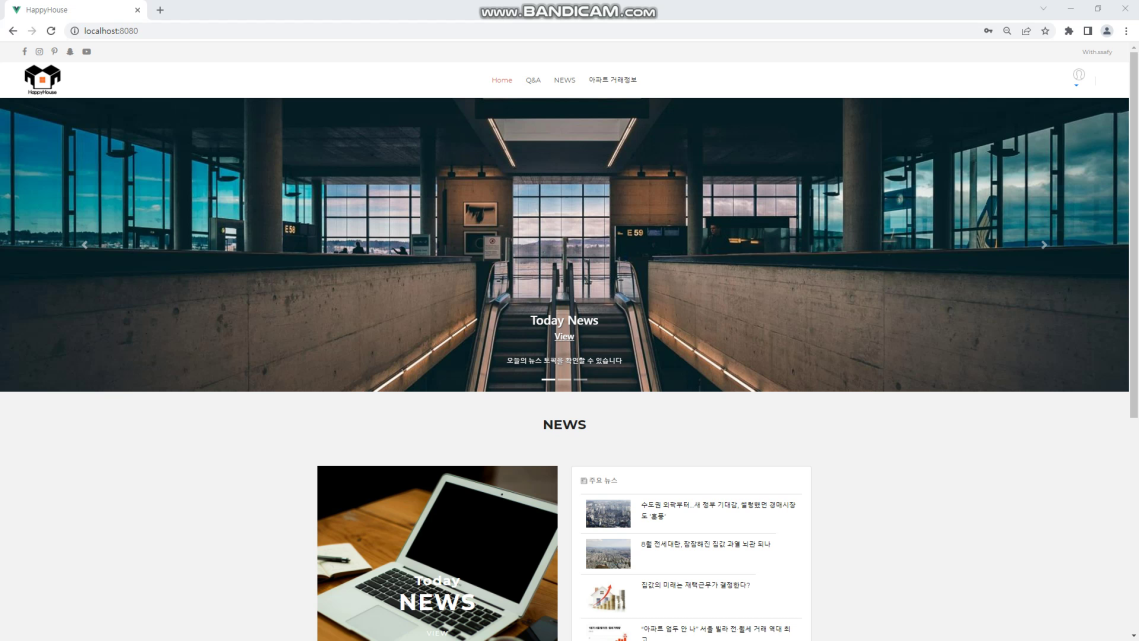 HappyHouse
www.BANDICAM.com
localhost:8080
With.ssafy
HappyHouse
Home Q&A NEWS 아파트 거래정보
E58
E59
Today News
View
오늘의 뉴스 토픽을 확인할 수 있습니다
NEWS
Today
NEWS
VIEW
주요 뉴스
수도권 외곽부터...새 정부 기대감, 불황했던 경매시장
도 '훈풍'
8월 전세대란, 잠잠해진 집값 과열 뇌관 되나
집값의 미래는 재택근무가 결정한다?
"아파트 엄두 안 나" 서울 빌라 전·월세 거래 역대 최
고